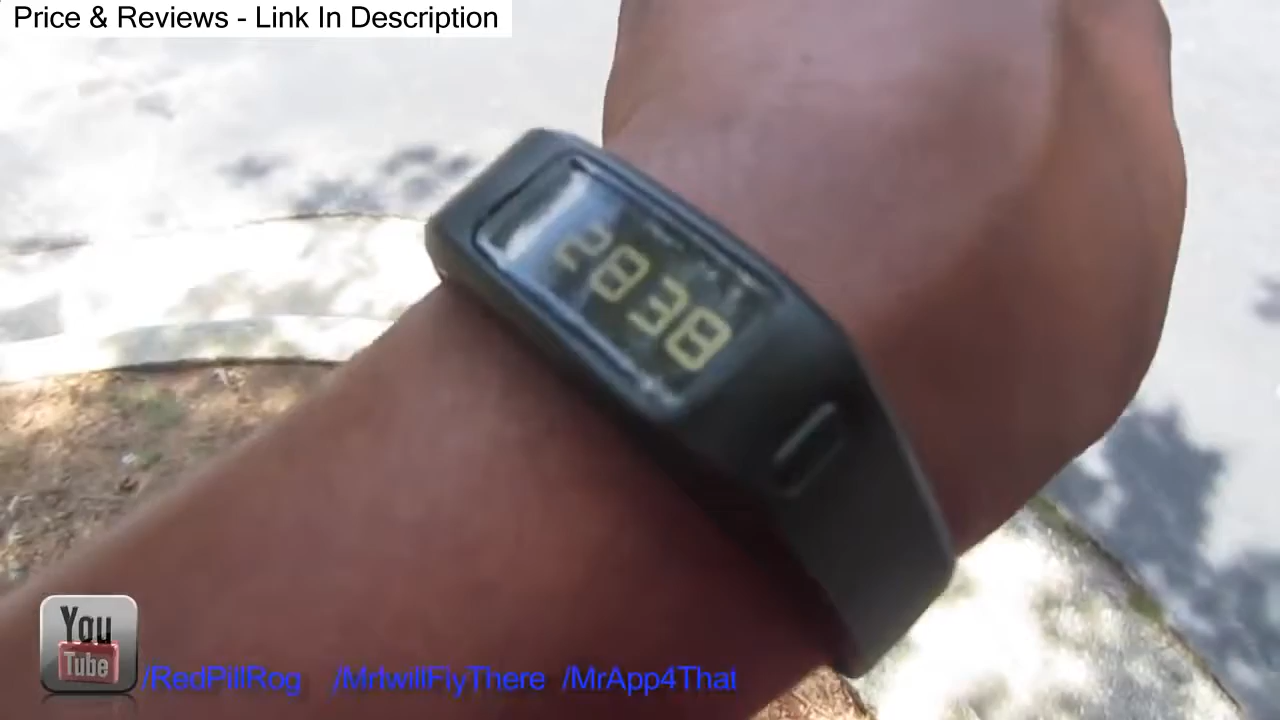 Price & Reviews - Link In Description
2838
You
Tube
/RedPillRog /MrIwillFlyThere /MrApp4That